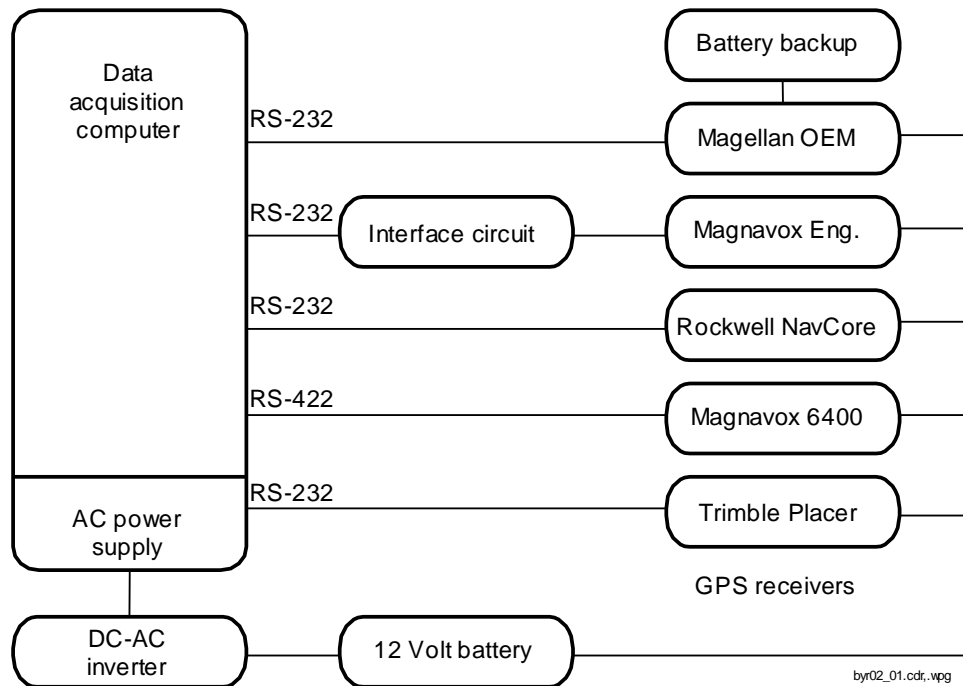 Battery backup
Data
acquisition
computer
RS-232
Magellan OEM
RS-232
Interface circuit
Magnavox Eng.
RS-232
Rockwell NavCore
RS-422
Magnavox 6400
RS-232
Trimble Placer
AC power
supply
GPS receivers
DC-AC
inverter
12 Volt battery
byr02_01.cdr,.wpg